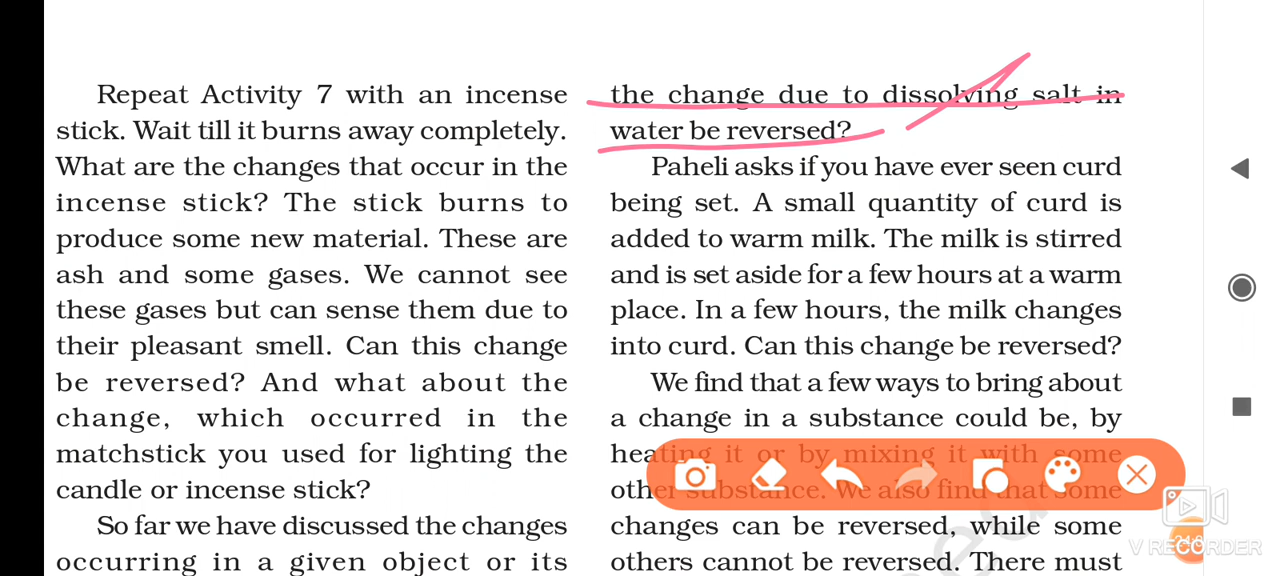 Repeat Activity 7 with an incense
stick. Wait till it burns away completely.
What are the changes that occur in the
incense stick? The stick burns to
produce some new material. These are
ash and some gases. We cannot see
these gases but can sense them due to
their pleasant smell. Can this change
be reversed? And what about the
change, which occurred in the
matchstick you used for lighting the
candle or incense stick?
So far we have discussed the changes
occurring in a given object or its
the change due to dissolving salt in
water be reversed?
Paheli asks if you have ever seen curd
being set. A small quantity of curd is
added to warm milk. The milk is stirred
and is set aside for a few hours at a warm
place. In a few hours, the milk changes
into curd. Can this change be reversed?
We find that a few ways to bring about
a change in a substance could be, by
heating it or by mixing it with some
other substance. We also find that some
changes can be reversed, while some
others cannot be reversed. There must
V RECORDER